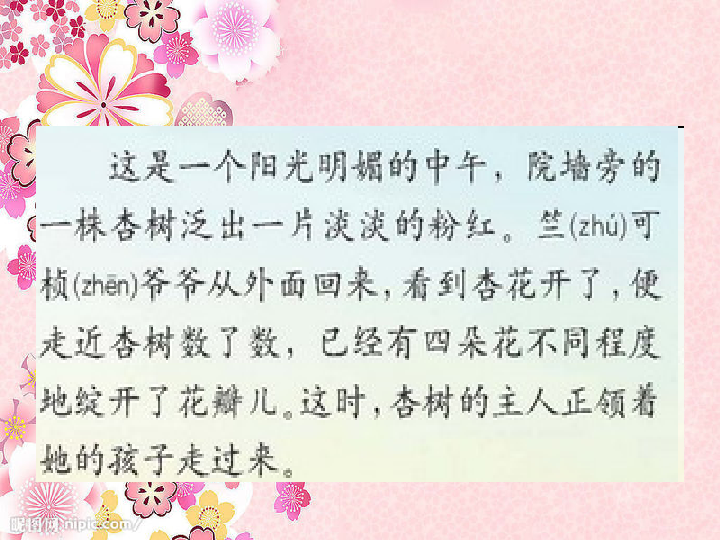 这是一个阳光明媚的中午，院墙旁的
一株杏树泛出一片淡淡的粉红。竺(zhú)可
桢(zhēn)爷爷从外面回来，看到杏花开了，便
走近杏树数了数，已经有四朵花不同程度
地绽开了花瓣儿。这时，杏树的主人正领着
她的孩子走过来。
昵图网 nipic.com/